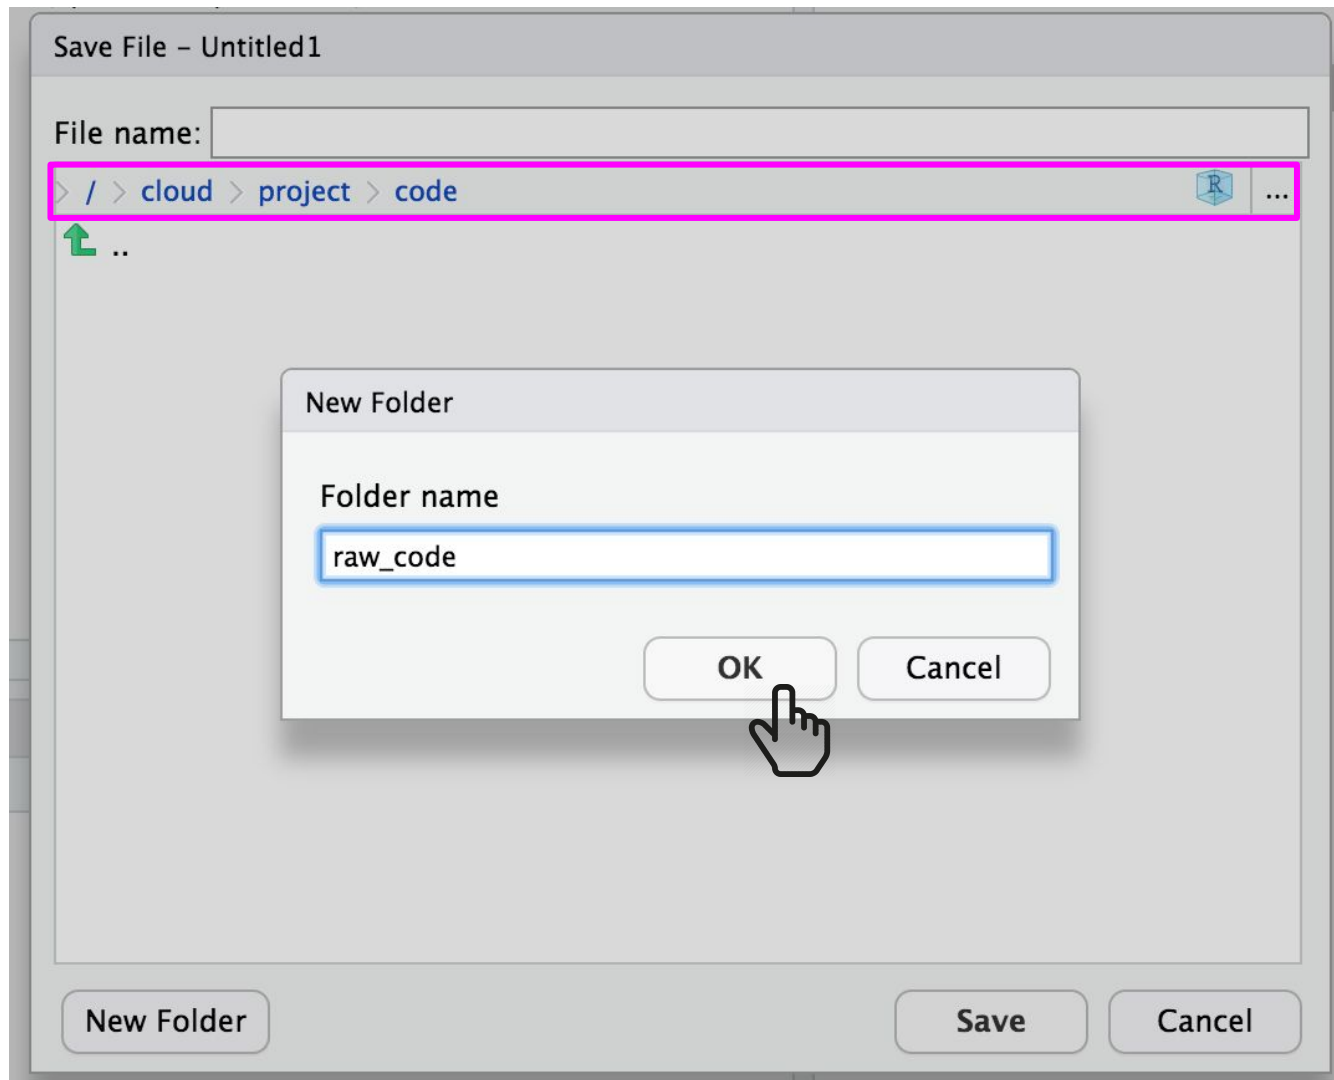 Save File – Untitled1
File name:
/ > cloud > project > code R ...
..
New Folder
Folder name
raw_code
OK Cancel
New Folder Save Cancel